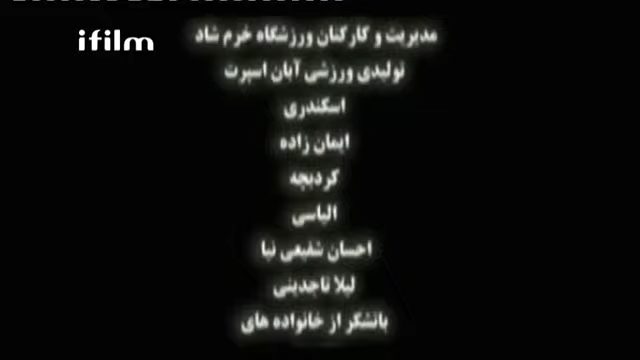 ifilm
مدیریت و کارکنان ورزشگاه خرم شاد
تولیدی ورزشی آبان اسپرت
اسکندری
ایمان زاده
کردبچه
الیاسی
احسان شفیعی نیا
لیلا تاجدینی
باتشکر از خانواده های